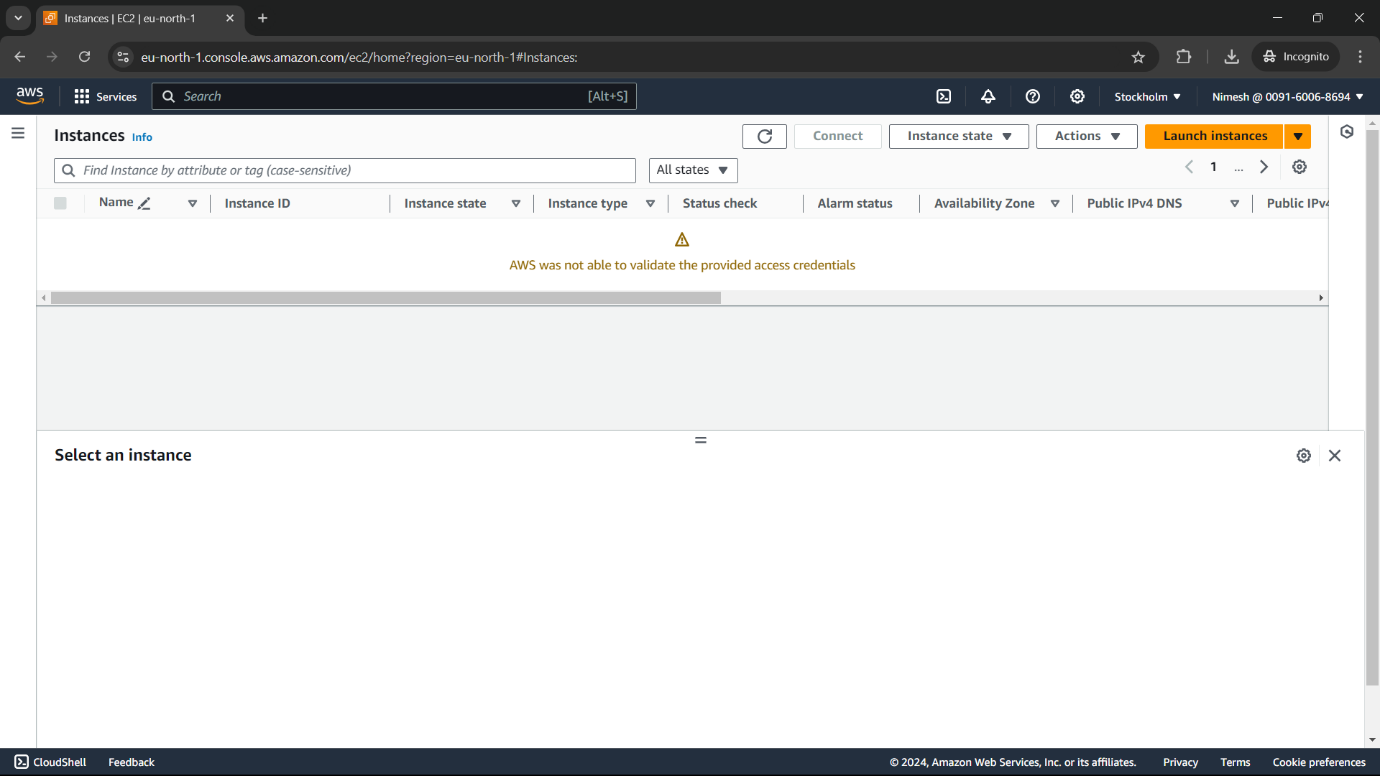 Instances | EC2 | eu-north-1
eu-north-1.console.aws.amazon.com/ec2/home?region=eu-north-1#Instances:
Incognito
aws
Services
Search
[Alt+S]
Stockholm
Nimesh @ 0091-6006-8694
Instances Info
Connect
Instance state
Actions
Launch instances
Find Instance by attribute or tag (case-sensitive)
All states
1
...
Name
Instance ID
Instance state
Instance type
Status check
Alarm status
Availability Zone
Public IPv4 DNS
Public IPv4
AWS was not able to validate the provided access credentials
Select an instance
CloudShell
Feedback
© 2024, Amazon Web Services, Inc. or its affiliates.
Privacy
Terms
Cookie preferences